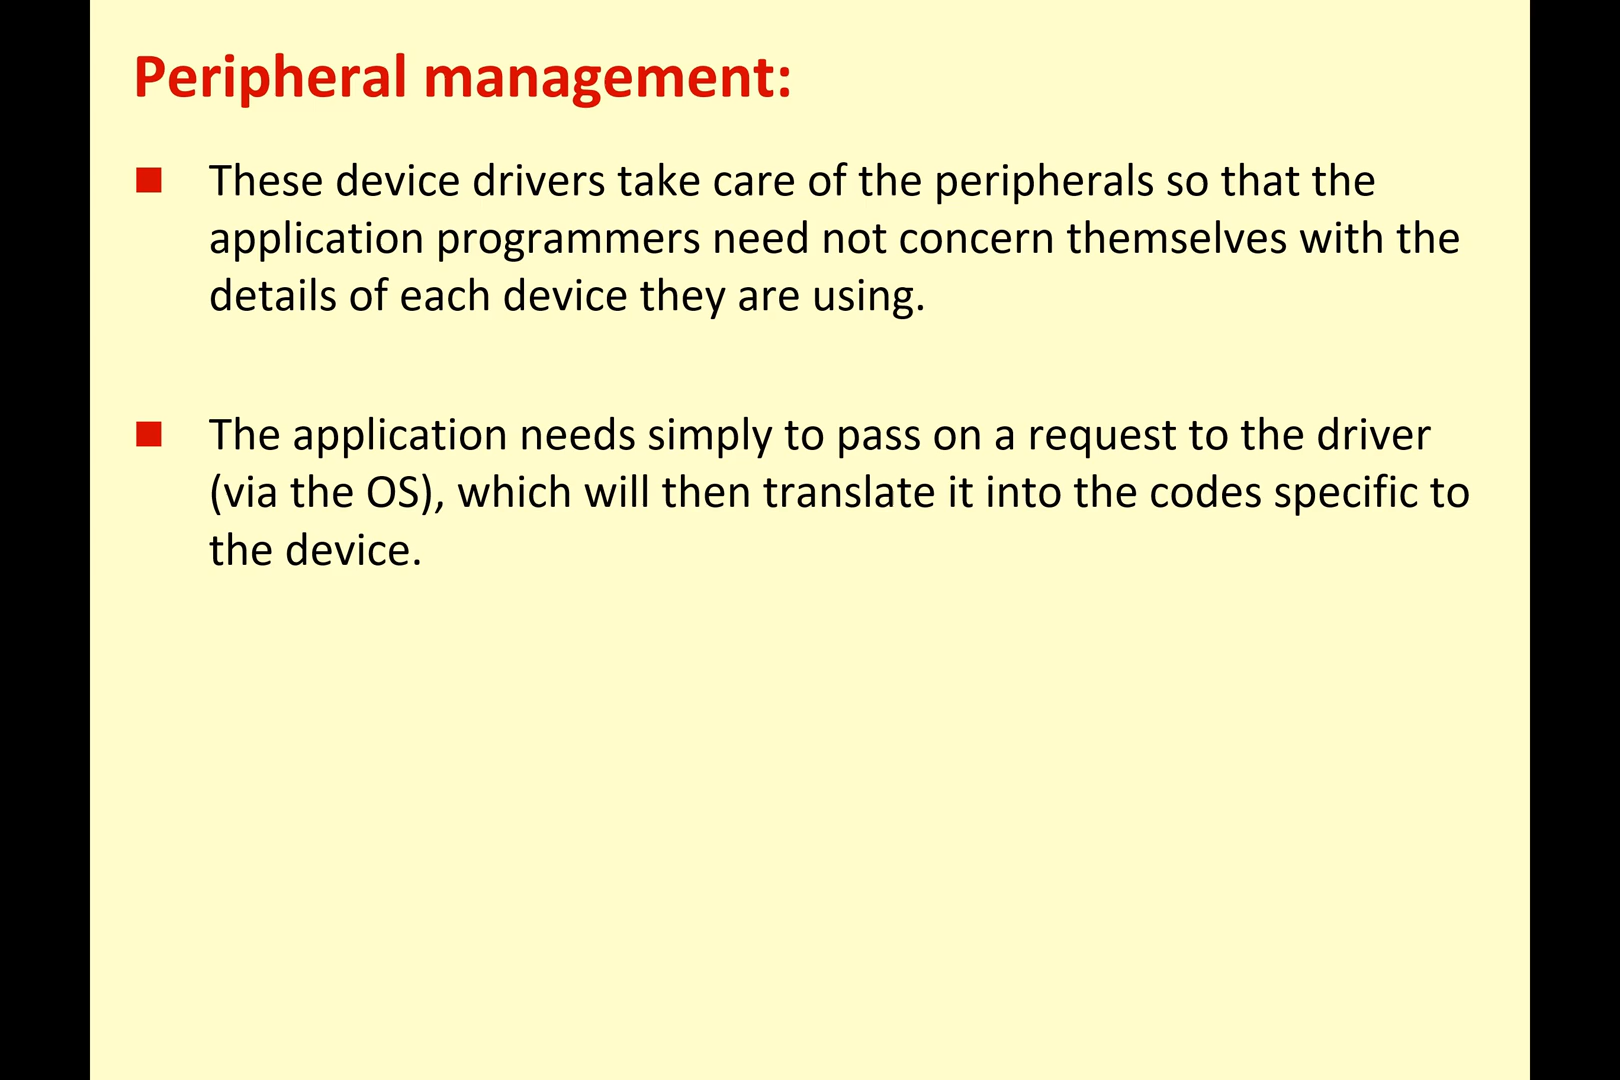 Peripheral management:
These device drivers take care of the peripherals so that the
application programmers need not concern themselves with the
details of each device they are using.
The application needs simply to pass on a request to the driver
(via the OS), which will then translate it into the codes specific to
the device.